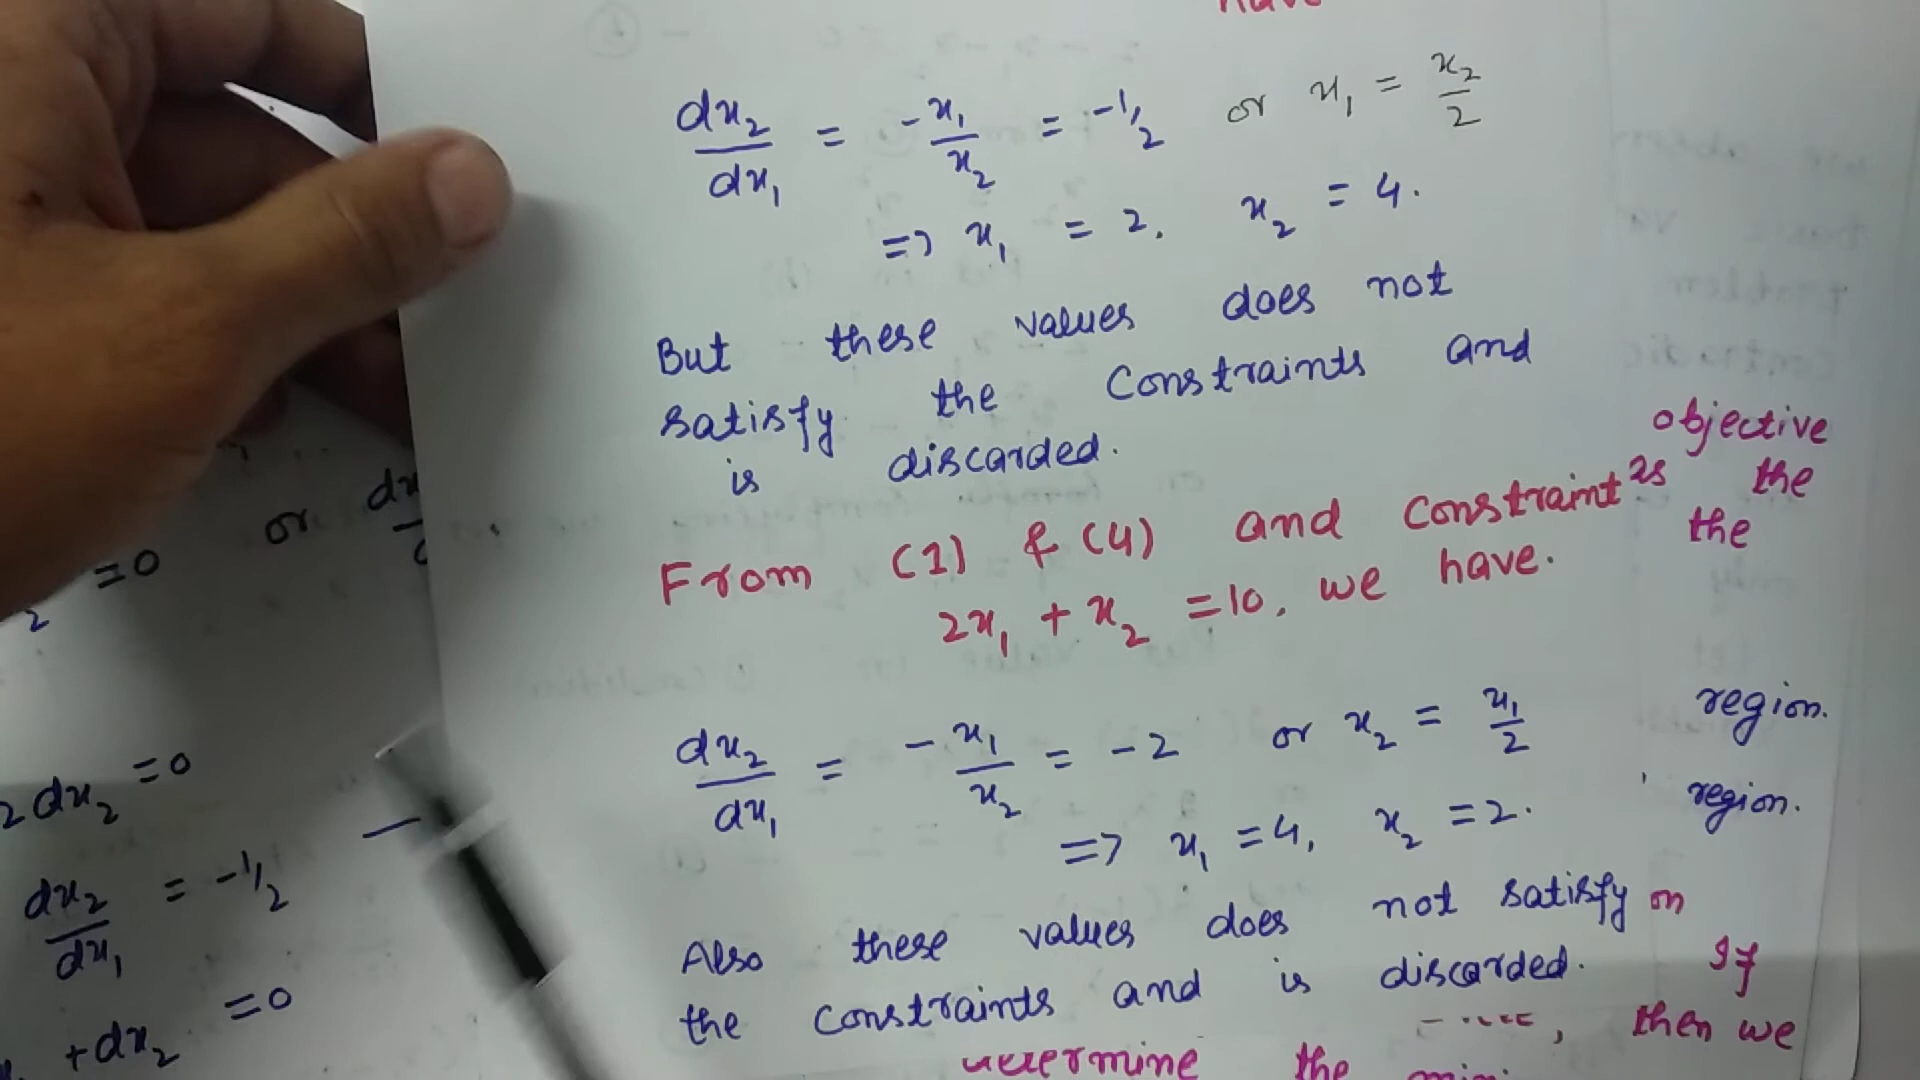 dx₂/dx₁ = -x₁/x₂ = -1/2 or x₁ = x₂/2
=> x₁ = 2, x₂ = 4.
But these values does not
satisfy the constraints and
is discarded.
From (1) & (4) and constraint
2x₁ + x₂ = 10, we have.
dx₂/dx₁ = -x₁/x₂ = -2 or x₂ = x₁/2
=> x₁ = 4, x₂ = 2.
Also these values does not satisfy
the constraints and is discarded.
determine the
objective
is the
the
region.
region.
on
If
, then we
=0 or
2
2dx₂ =0
dx₂/dx₁ = -1/2 —
+dx₂ =0